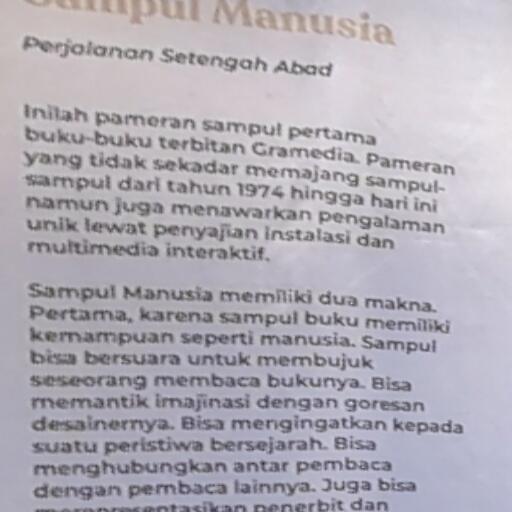 Sampul Manusia
Perjalanan Setengah Abad
Inilah pameran sampul pertama
buku-buku terbitan Gramedia. Pameran
yang tidak sekadar memajang sampul-
sampul dari tahun 1974 hingga hari ini
namun juga menawarkan pengalaman
unik lewat penyajian instalasi dan
multimedia interaktif.
Sampul Manusia memiliki dua makna.
Pertama, karena sampul buku memiliki
kemampuan seperti manusia. Sampul
bisa bersuara untuk membujuk
seseorang membaca bukunya. Bisa
memantik imajinasi dengan goresan
desainernya. Bisa mengingatkan kepada
suatu peristiwa bersejarah. Bisa
menghubungkan antar pembaca
dengan pembaca lainnya. Juga bisa
merepresentasikan penerbit dan